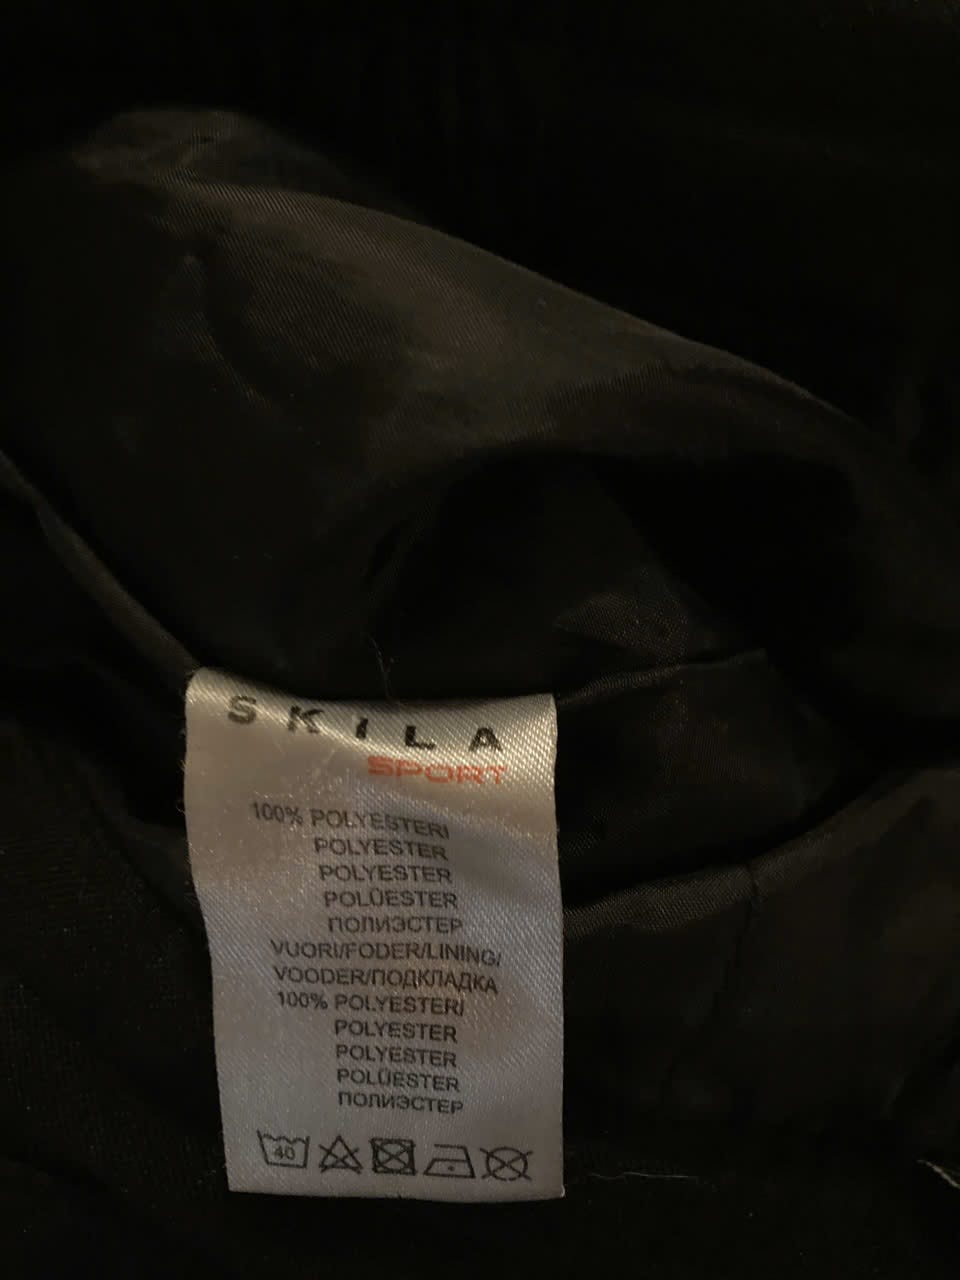 SKILA
SPORT
100% POLYESTERI
POLYESTER
POLYESTER
POLÜESTER
ПОЛИЭСТЕР
VUORI/FODER/LINING/
VOODER/ПОДКЛАДКА
100% POLYESTERI
POLYESTER
POLYESTER
POLÜESTER
ПОЛИЭСТЕР
40